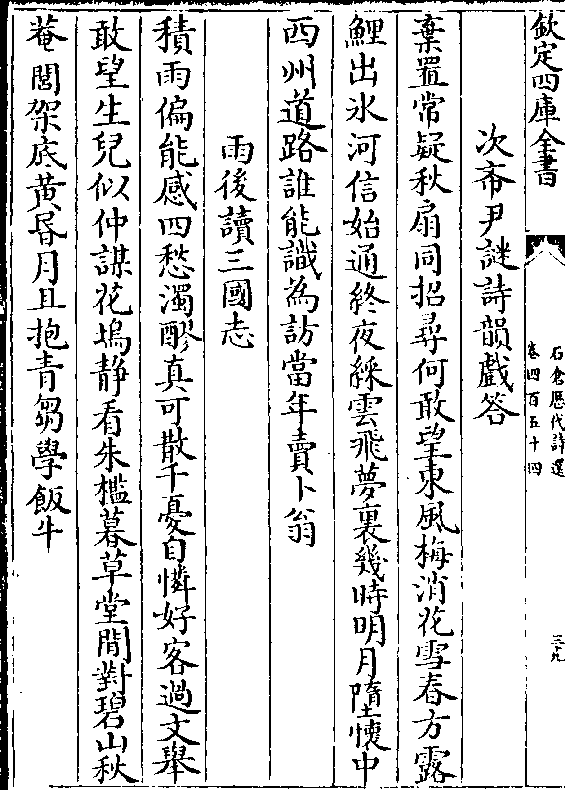 欽定四庫全書
石倉歷代詩選
卷四百五十四
三九
次齋尹謎詩韻戲答
棄置常疑秋扇同招尋何敢望東風梅消花雪春方露
鯉出氷河信始通終夜綵雲飛夢裏幾時明月墮懷中
西州道路誰能識為訪當年賣卜翁
雨後讀三國志
積雨偏能感四愁濁醪真可散千憂自憐好客過文舉
敢望生兒似仲謀花塢静看朱檻暮草堂閒對碧山秋
菴閭架底黄昏月且抱青芻學飯牛